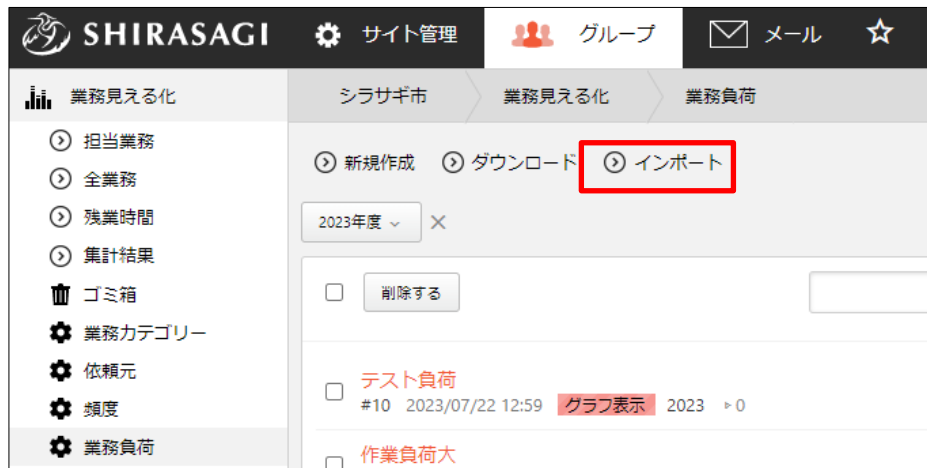 SHIRASAGI サイト管理 グループ メール
業務見える化
シラサギ市 業務見える化 業務負荷
担当業務
全業務
残業時間
集計結果
ゴミ箱
業務カテゴリー
依頼元
頻度
業務負荷
新規作成 ダウンロード インポート
2023年度
削除する
テスト負荷
#10 2023/07/22 12:59 グラフ表示 2023 0
作業負荷大